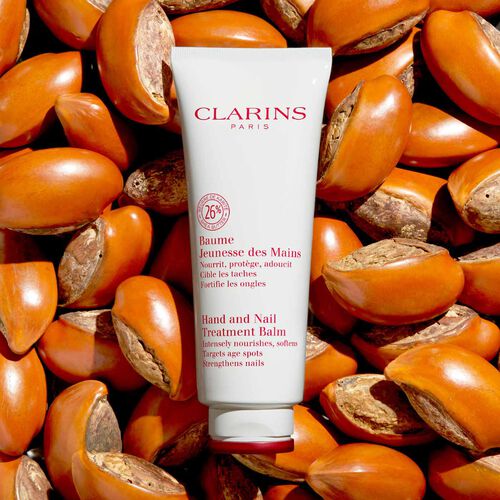 CLARINS
PARIS
26%
Baume
Jeunesse des Mains
Nourrit, protège, adoucit
Cible les taches
Fortifie les ongles
Hand and Nail
Treatment Balm
Intensely nourishes, softens
Targets age spots
Strengthens nails